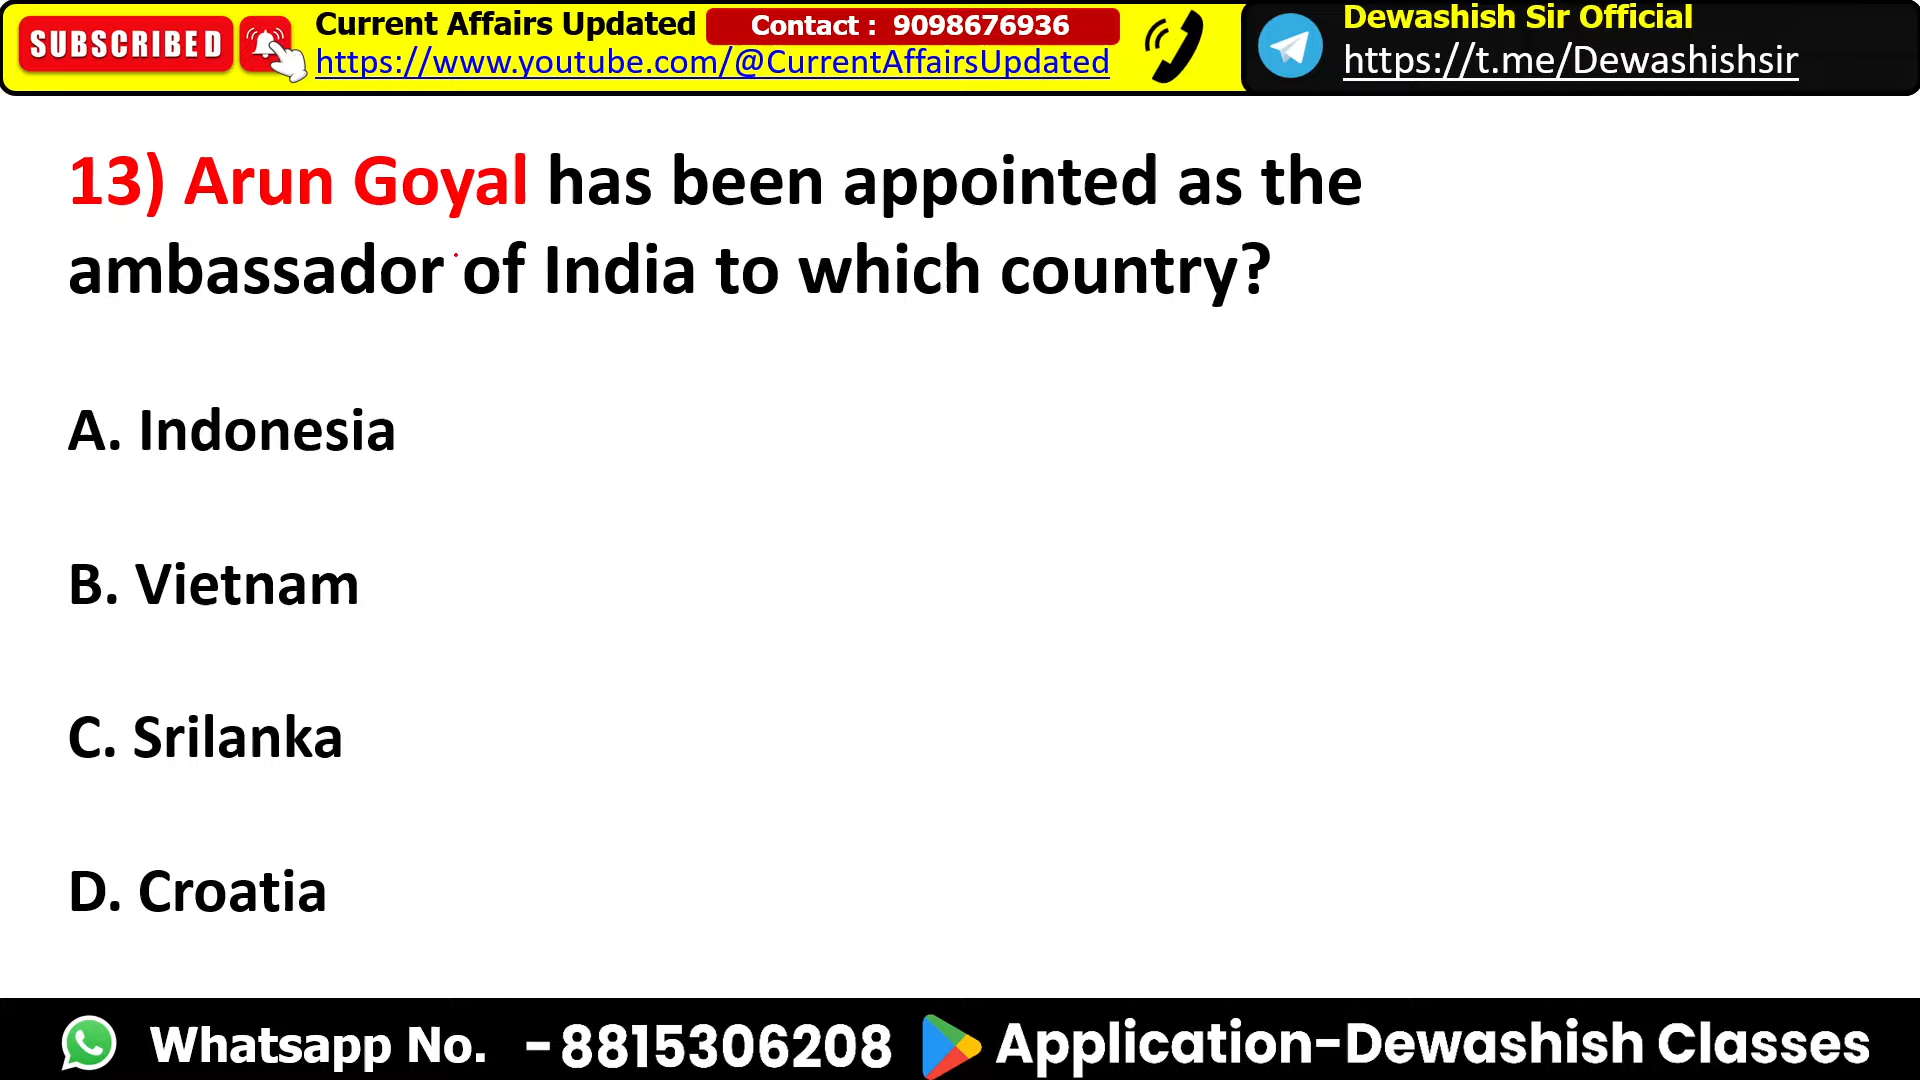 SUBSCRIBED
Current Affairs Updated
Contact : 9098676936
https://www.youtube.com/@CurrentAffairsUpdated
Dewashish Sir Official
https://t.me/Dewashishsir
13) Arun Goyal has been appointed as the
ambassador of India to which country?
A. Indonesia
B. Vietnam
C. Srilanka
D. Croatia
Whatsapp No. -8815306208
Application-Dewashish Classes